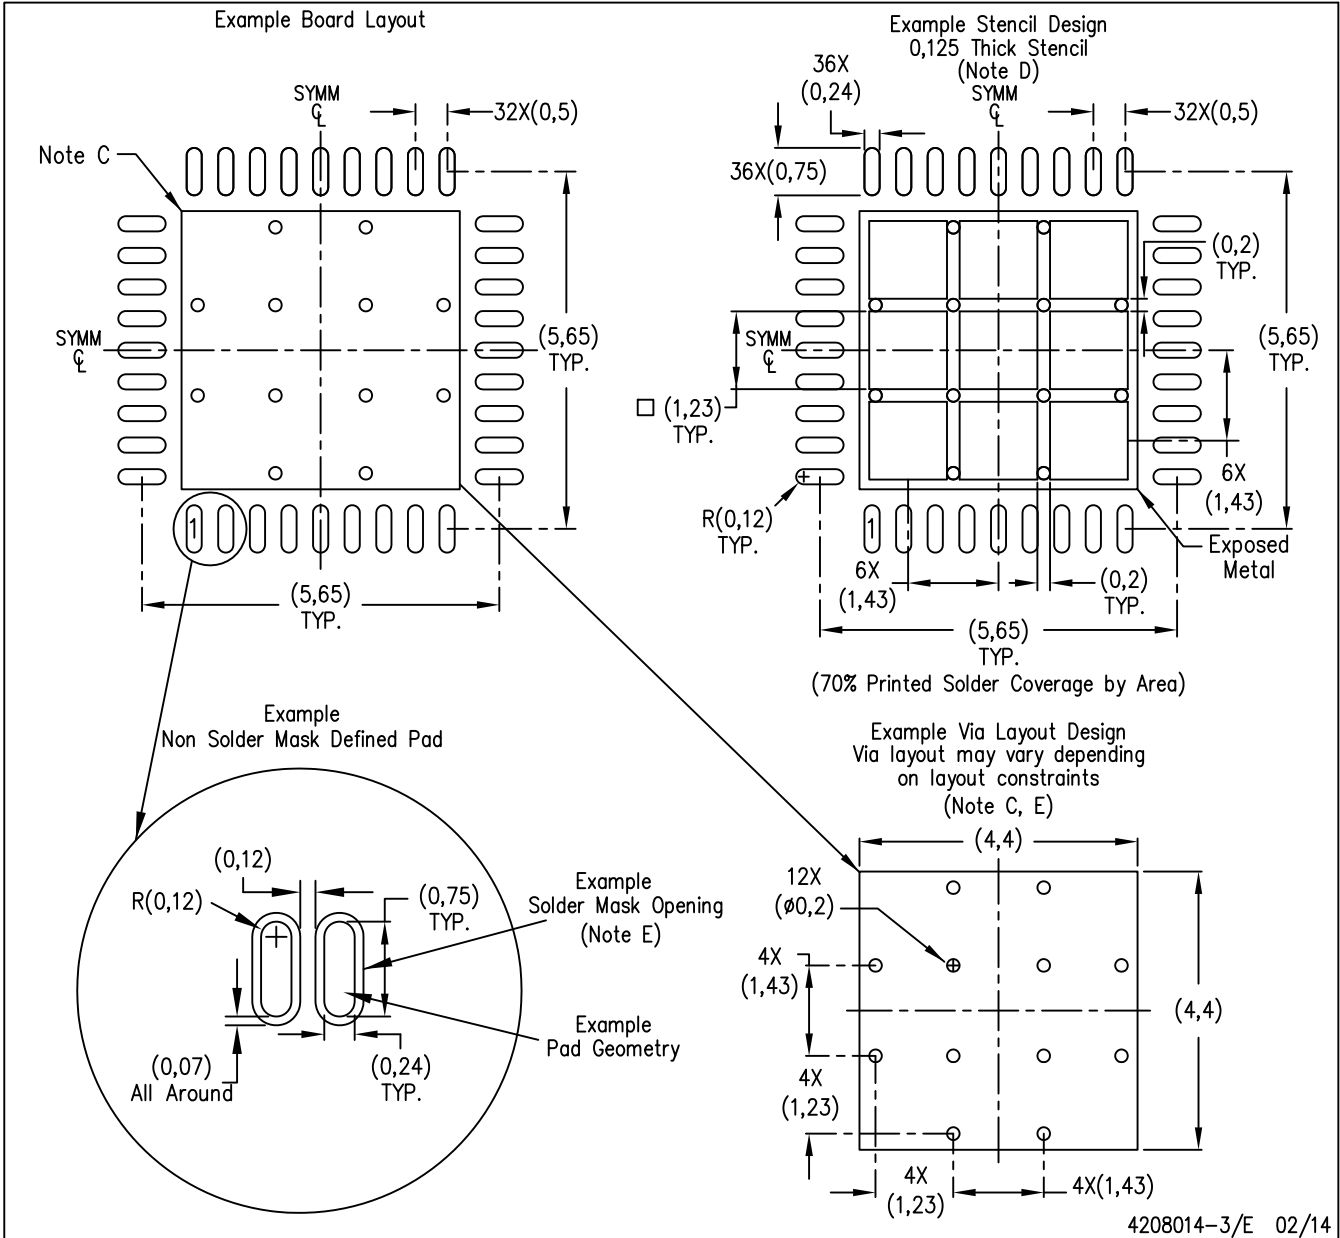 Example Board Layout
SYMM
℄
32X(0,5)
Note C
SYMM
℄
(5,65)
TYP.
1
(5,65)
TYP.
Example Stencil Design
0,125 Thick Stencil
(Note D)
36X
(0,24)
SYMM
℄
32X(0,5)
36X(0,75)
(0,2)
TYP.
SYMM
℄
(5,65)
TYP.
□ (1,23)
TYP.
6X
(1,43)
R(0,12)
TYP.
1
Exposed
Metal
6X
(1,43)
(0,2)
TYP.
(5,65)
TYP.
(70% Printed Solder Coverage by Area)
Example
Non Solder Mask Defined Pad
(0,12)
R(0,12)
(0,75)
TYP.
Example
Solder Mask Opening
(Note E)
Example
Pad Geometry
(0,07)
All Around
(0,24)
TYP.
Example Via Layout Design
Via layout may vary depending
on layout constraints
(Note C, E)
(4,4)
12X
(ø0,2)
4X
(1,43)
(4,4)
4X
(1,23)
4X
(1,23)
4X(1,43)
4208014-3/E 02/14